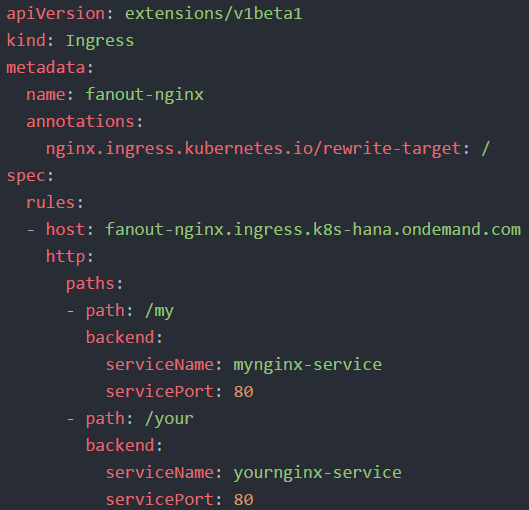 apiVersion: extensions/v1beta1
kind: Ingress
metadata:
  name: fanout-nginx
  annotations:
    nginx.ingress.kubernetes.io/rewrite-target: /
spec:
  rules:
  - host: fanout-nginx.ingress.k8s-hana.ondemand.com
    http:
      paths:
      - path: /my
        backend:
          serviceName: mynginx-service
          servicePort: 80
      - path: /your
        backend:
          serviceName: yournginx-service
          servicePort: 80